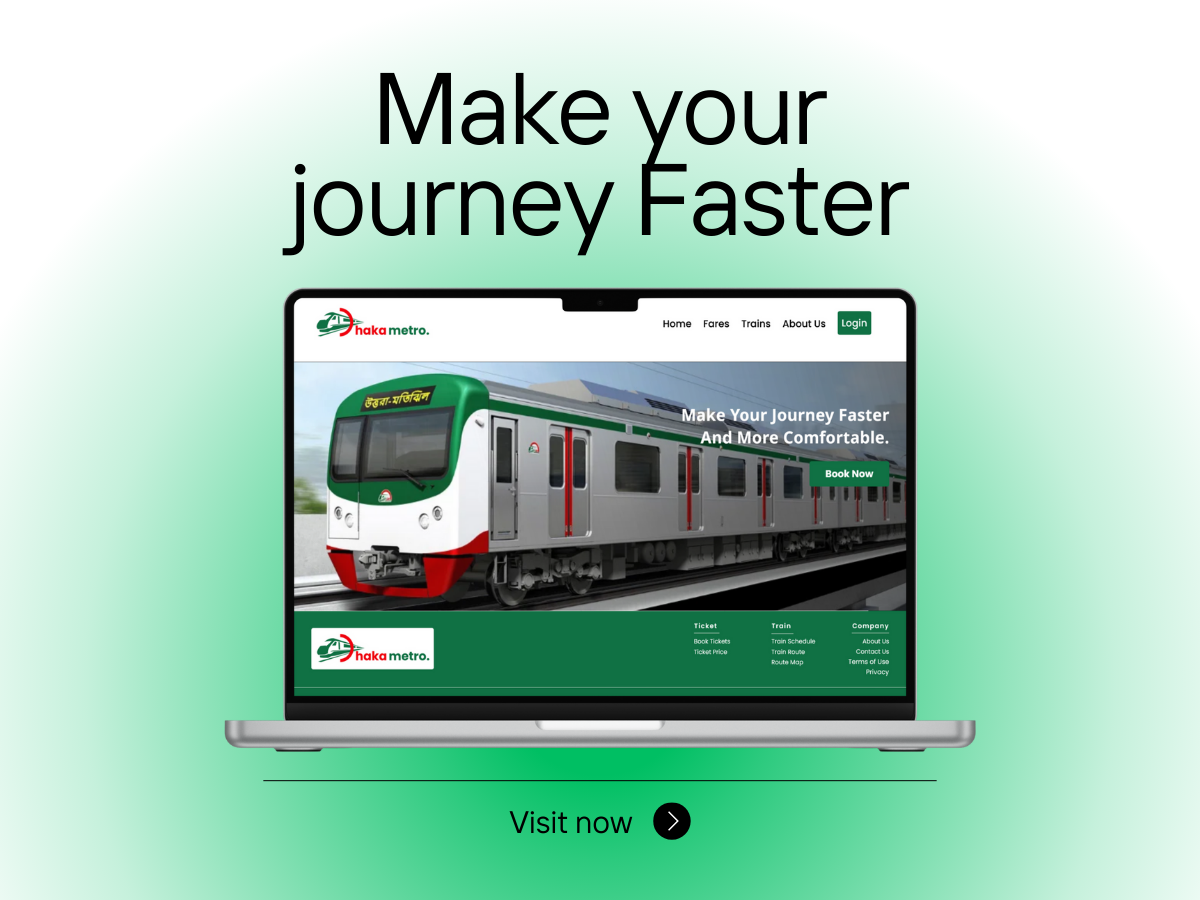 Make your
journey Faster
Dhaka metro.
Home Fares Trains About Us Login
উত্তরা-মতিঝিল
Make Your Journey Faster
And More Comfortable.
Book Now
Dhaka metro.
Ticket
Book Tickets
Ticket Price
Train
Train Schedule
Train Route
Route Map
Company
About Us
Contact Us
Terms of Use
Privacy
Visit now